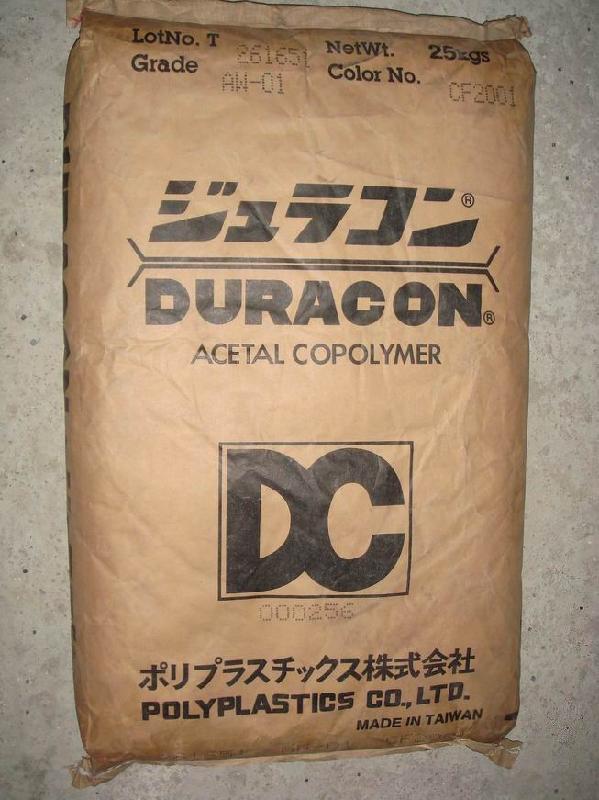 LotNo. T 261651 NetWt. 25kgs
Grade AW-01 Color No. CF2001
ジュラコン®
DURACON®
ACETAL COPOLYMER
DC
000256
ポリプラスチックス株式会社
POLYPLASTICS CO., LTD.
MADE IN TAIWAN